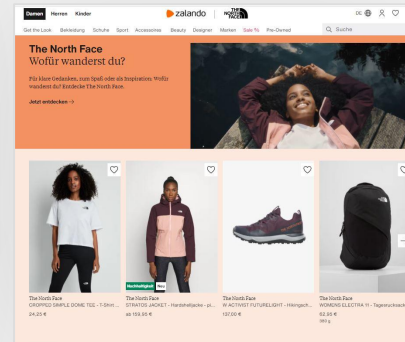 Damen Herren Kinder
zalando
THE NORTH FACE
DE
Get the Look Bekleidung Schuhe Sport Accessoires Beauty Designer Marken Sale % Pre-Owned
Suche
The North Face
Wofür wanderst du?
Für klare Gedanken, zum Spaß oder als Inspiration: Wofür
wanderst du? Entdecke The North Face.
Jetzt entdecken →
Nachhaltigkeit Neu
The North Face The North Face The North Face The North Face
CROPPED SIMPLE DOME TEE - T-Shirt ... STRATOS JACKET - Hardshelljacke - pi... W ACTIVIST FUTURELIGHT - Hikingsch... WOMENS ELECTRA 11 - Tagesrucksack
24,25 € ab 159,95 € 137,00 € 62,95 €